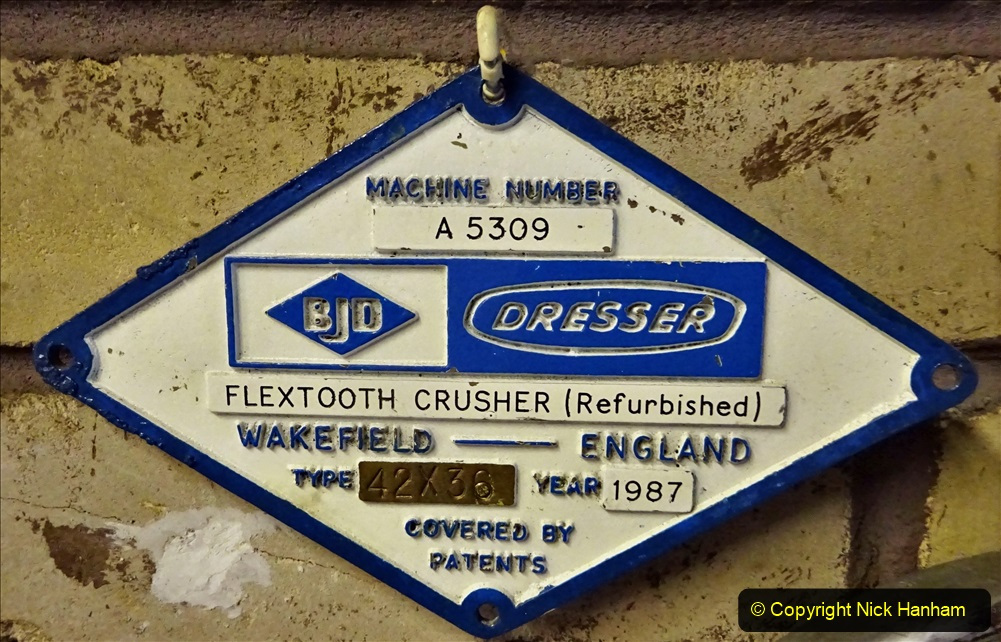 MACHINE NUMBER
A 5309
BJD DRESSER
FLEXTOOTH CRUSHER (Refurbished)
WAKEFIELD — ENGLAND
TYPE 42X36 YEAR 1987
COVERED BY
PATENTS
© Copyright Nick Hanham